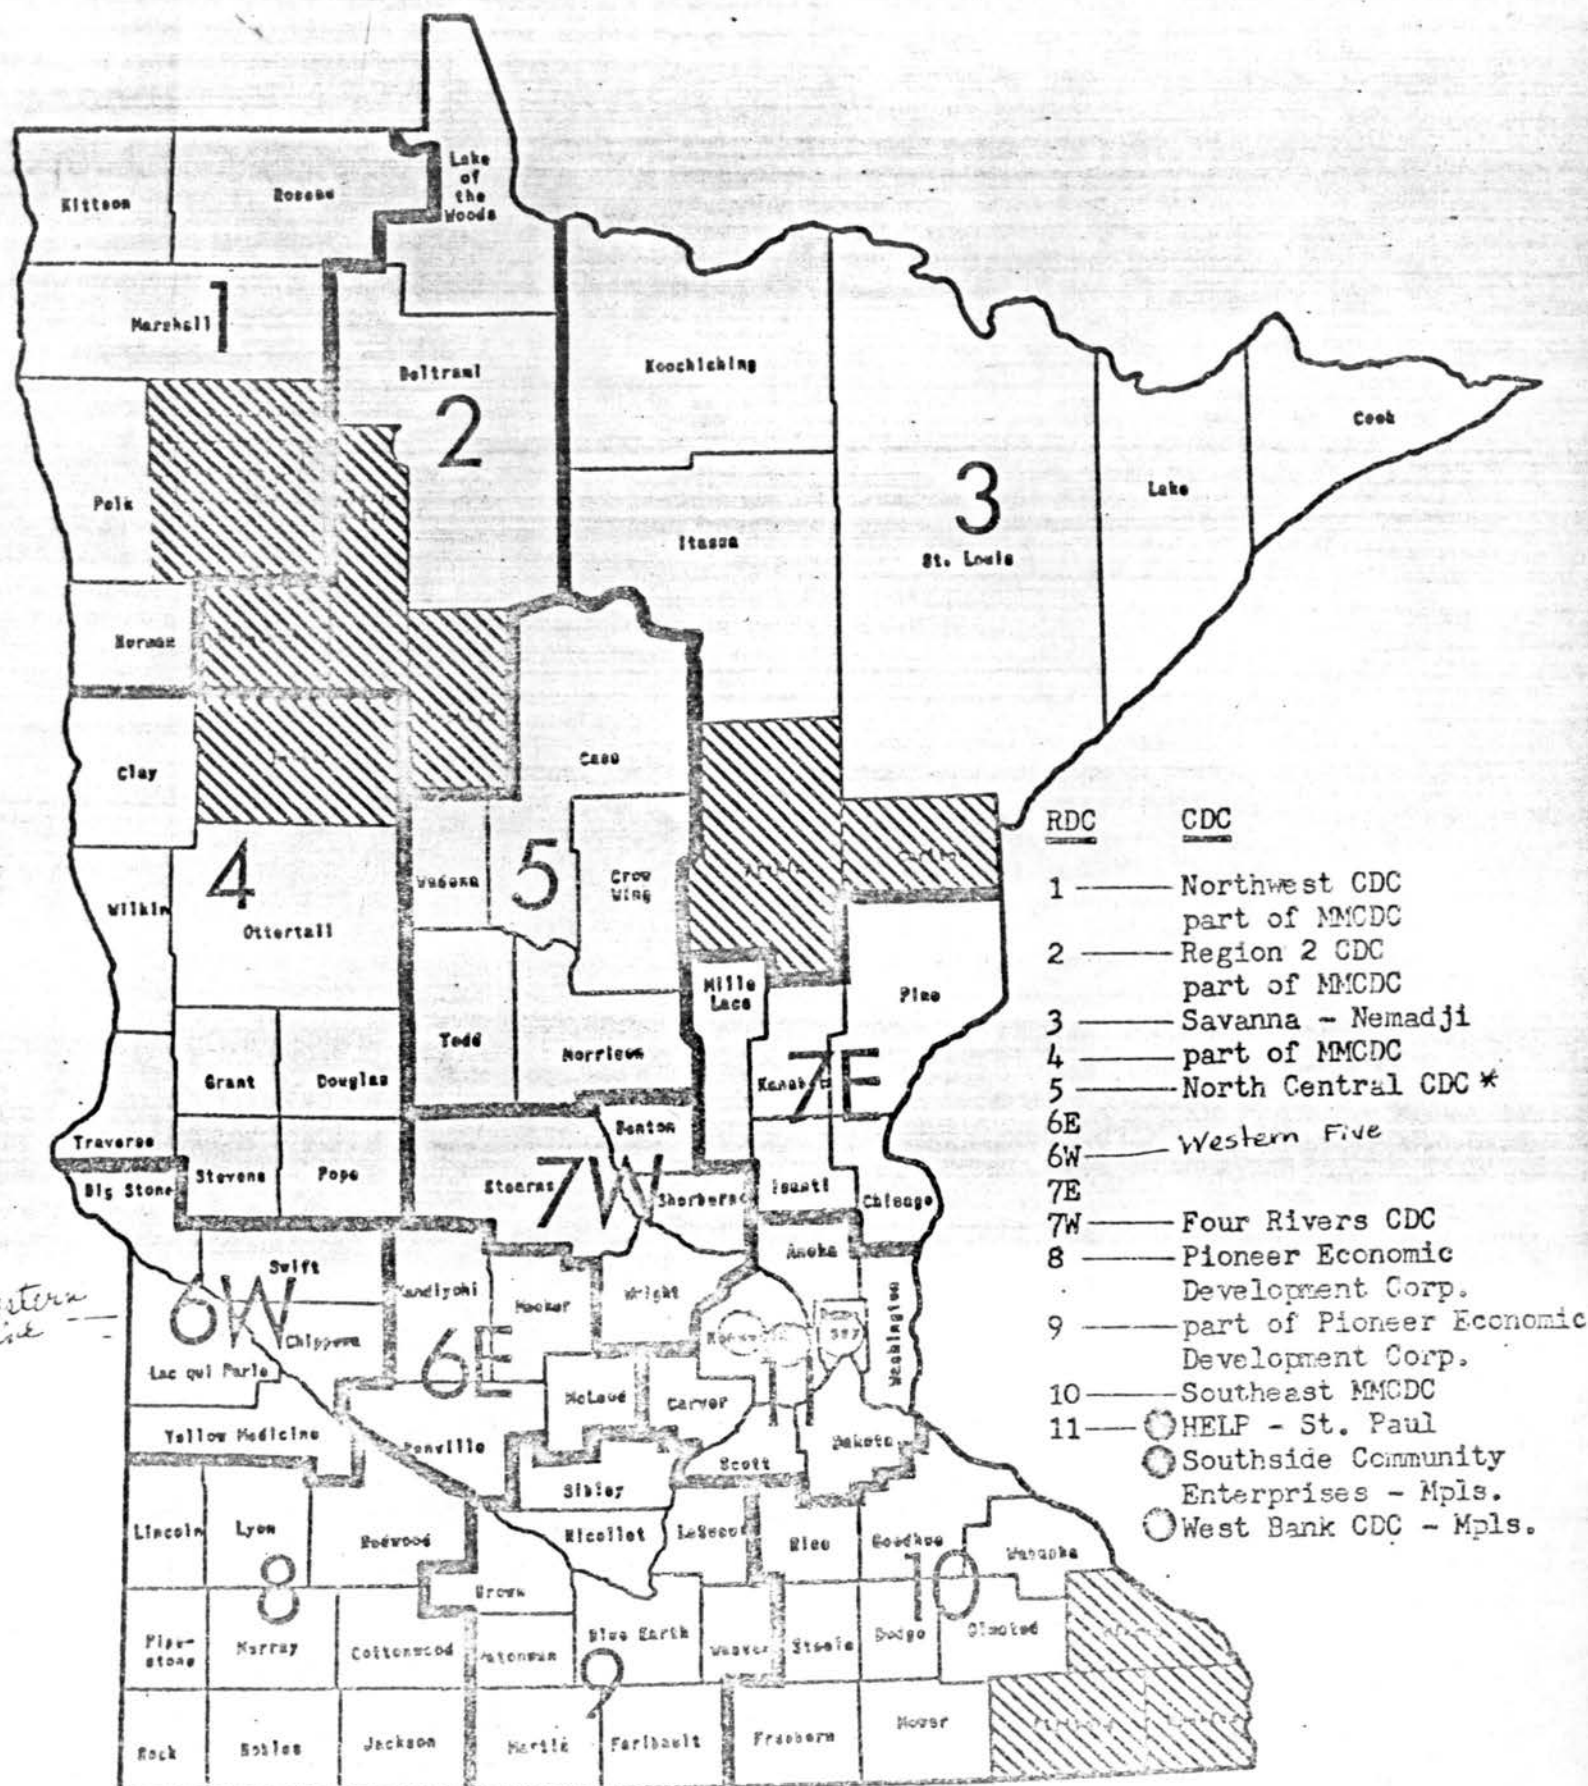 Lake
of
the
Woods
Kittson
Roseau
1
Marshall
Beltrami
2
Koochiching
Cook
Polk
3
Lake
Itasca
St. Louis
Norman
Clay
Cass
4
Wadena
5
Crow
Wing
Wilkin
Ottertail
Mille
Lacs
Pine
Todd
Morrison
Grant
Douglas
Kanabec
7E
Traverse
Benton
Stevens
Pope
Big Stone
Stearns
7W
Sherburne
Isanti
Chisago
Anoka
Swift
6W
Kandiyohi
Meeker
Wright
Washington
Chippewa
6E
11
Lac qui Parle
McLeod
Carver
Yellow Medicine
Renville
Scott
Dakota
Sibley
Lincoln
Lyon
Redwood
Nicollet
LeSueur
Rice
Goodhue
Wabasha
8
10
Brown
Pipe-
stone
Murray
Cottonwood
Watonwan
Blue Earth
Waseca
Steele
Dodge
Olmsted
9
Rock
Nobles
Jackson
Martin
Faribault
Freeborn
Mower
RDC CDC
1 Northwest CDC
part of MMCDC
2 Region 2 CDC
part of MMCDC
3 Savanna - Nemadji
4 part of MMCDC
5 North Central CDC *
6E
6W Western Five
7E
7W Four Rivers CDC
8 Pioneer Economic
Development Corp.
9 part of Pioneer Economic
Development Corp.
10 Southeast MMCDC
11 HELP - St. Paul
Southside Community
Enterprises - Mpls.
West Bank CDC - Mpls.